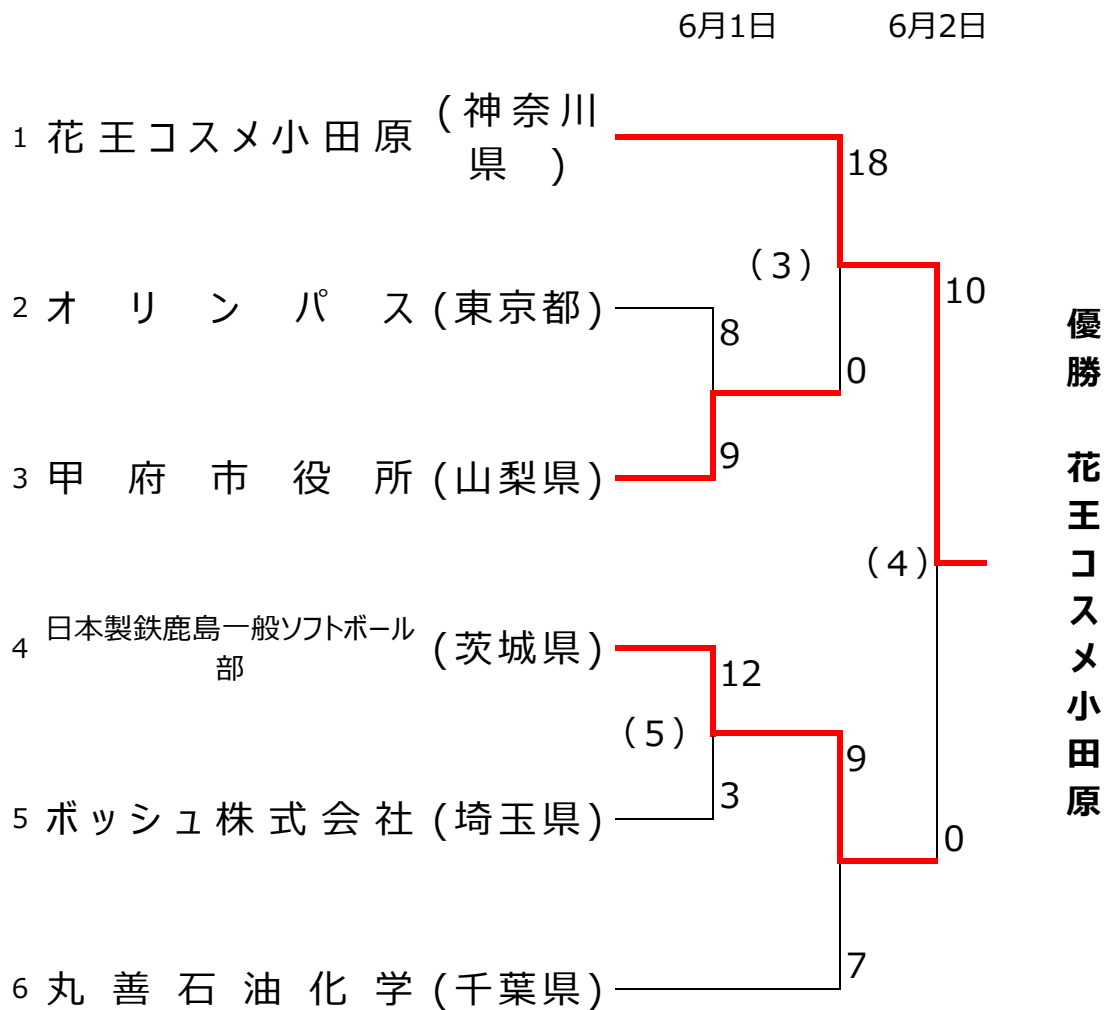 6月1日 6月2日
1 花王コスメ小田原 (神奈川
県)
18
(3)
10
2 オリンパス (東京都)
8
0
9
3 甲府市役所 (山梨県)
(4)
4 日本製鉄鹿島一般ソフトボール
部 (茨城県)
12
(5)
9
3
5 ボッシュ株式会社 (埼玉県)
0
7
6 丸善石油化学 (千葉県)
優勝 花王コスメ小田原